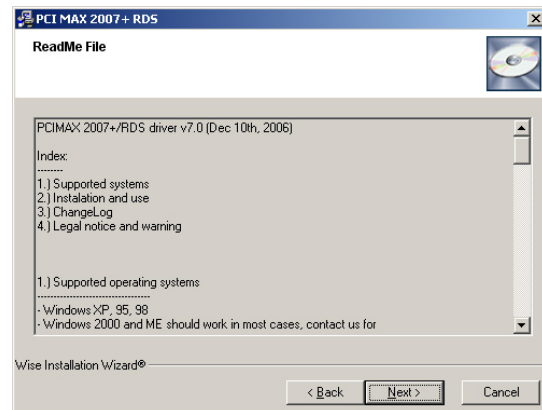 PCI MAX 2007+ RDS
ReadMe File
PCIMAX 2007+/RDS driver v7.0 (Dec 10th, 2006)
Index:
--------
1.) Supported systems
2.) Instalation and use
3.) ChangeLog
4.) Legal notice and warning
1.) Supported operating systems
-------------------------------
- Windows XP, 95, 98
- Windows 2000 and ME should work in most cases, contact us for
Wise Installation Wizard®
< Back
Next >
Cancel